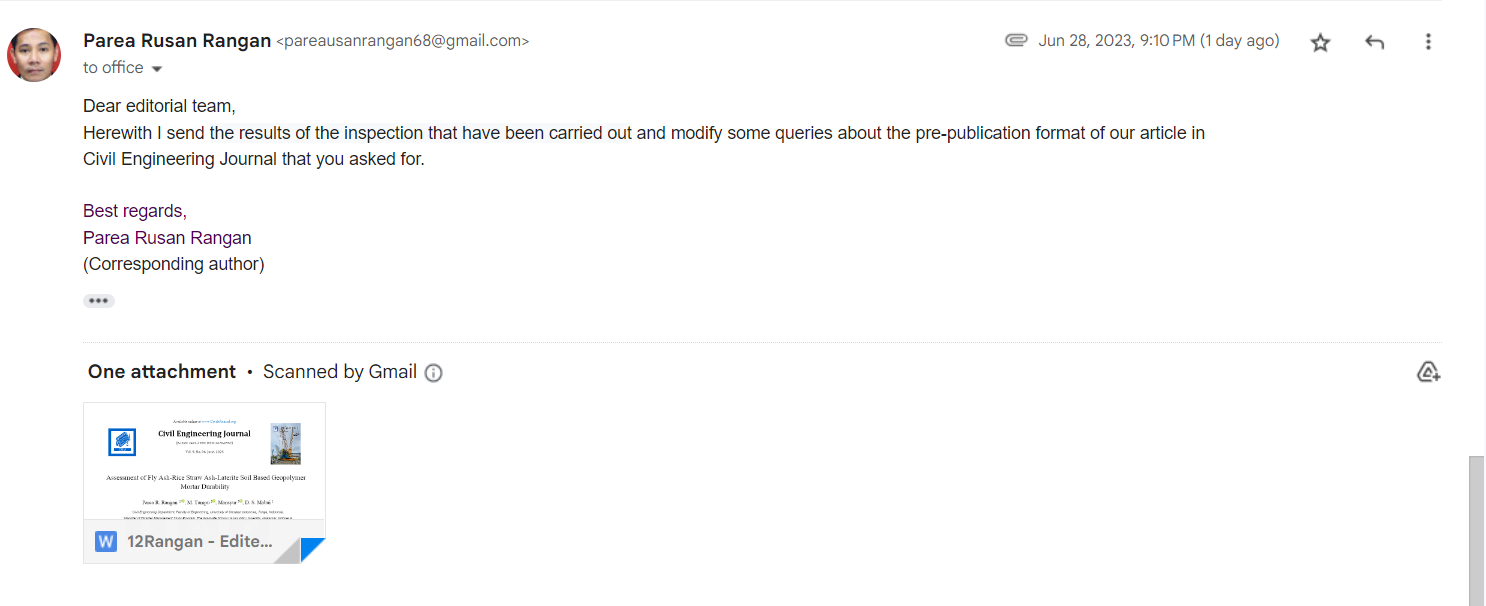 Parea Rusan Rangan <pareausanrangan68@gmail.com>
Jun 28, 2023, 9:10 PM (1 day ago)
to office
Dear editorial team,
Herewith I send the results of the inspection that have been carried out and modify some queries about the pre-publication format of our article in
Civil Engineering Journal that you asked for.
Best regards,
Parea Rusan Rangan
(Corresponding author)
One attachment • Scanned by Gmail
Civil Engineering Journal
Assessment of Fly Ash-Rice Straw Ash-Laterite Soil Based Geopolymer
Mortar Durability
W 12Rangan - Edite...